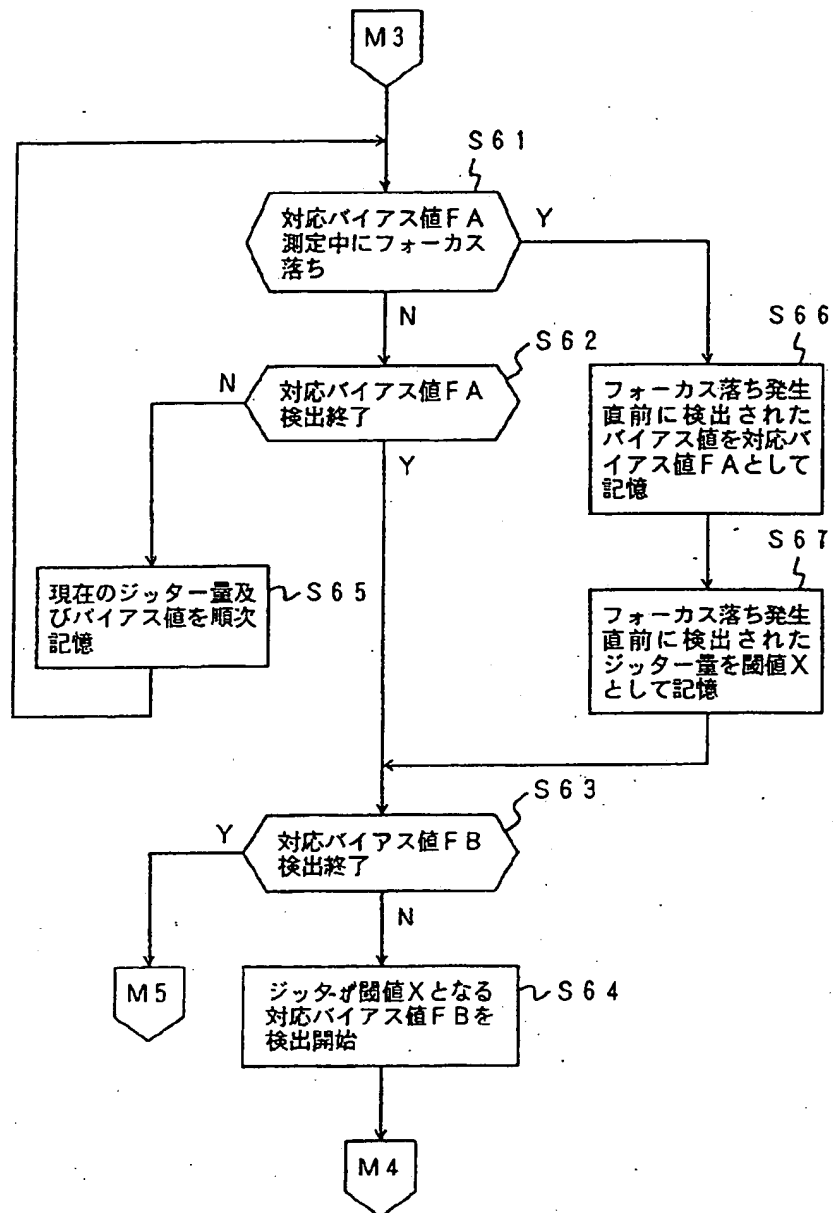 M3
S61
対応バイアス値FA
測定中にフォーカス
落ち
Y
N
S62
対応バイアス値FA
検出終了
N
Y
S66
フォーカス落ち発生
直前に検出された
バイアス値を対応バ
イアス値FAとして
記憶
S67
フォーカス落ち発生
直前に検出された
ジッター量を閾値X
として記憶
現在のジッター量及
びバイアス値を順次
記憶
S65
S63
対応バイアス値FB
検出終了
Y
N
M5
ジッタが閾値Xとなる
対応バイアス値FBを
検出開始
S64
M4